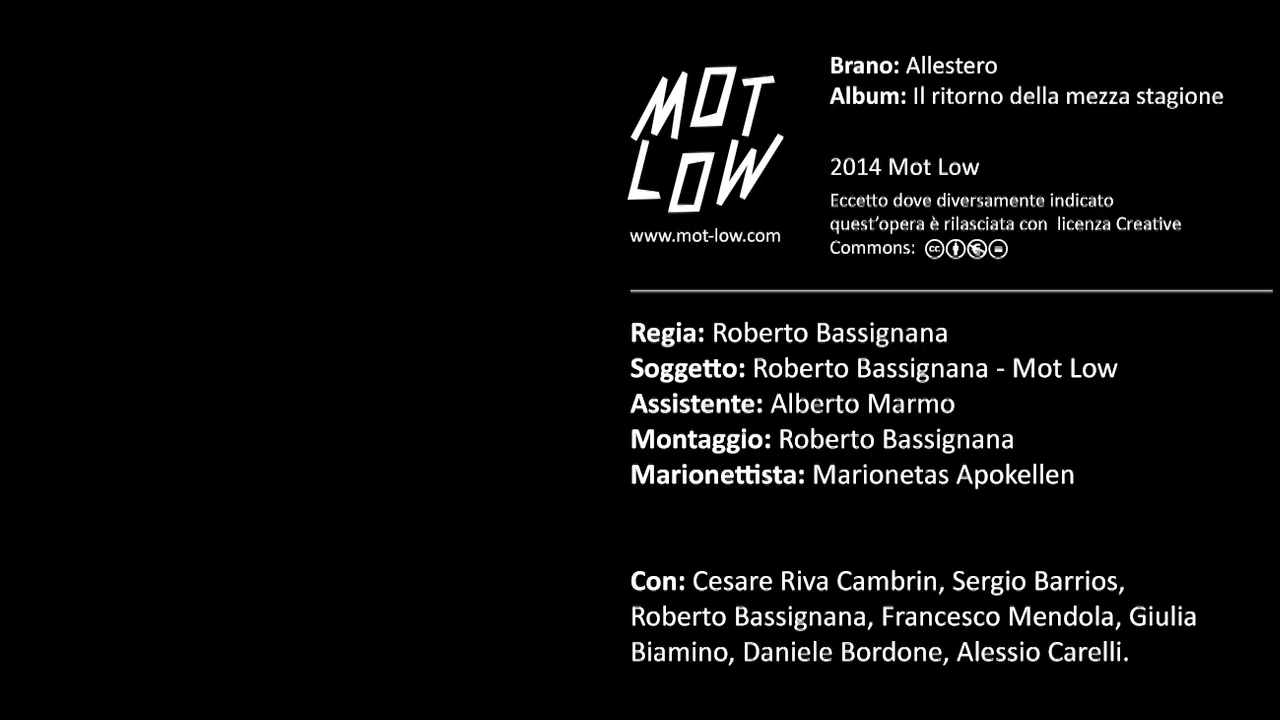 MOT
LOW
www.mot-low.com
Brano: Allestero
Album: Il ritorno della mezza stagione
2014 Mot Low
Eccetto dove diversamente indicato
quest'opera è rilasciata con licenza Creative
Commons:
Regia: Roberto Bassignana
Soggetto: Roberto Bassignana - Mot Low
Assistente: Alberto Marmo
Montaggio: Roberto Bassignana
Marionettista: Marionetas Apokellen
Con: Cesare Riva Cambrin, Sergio Barrios,
Roberto Bassignana, Francesco Mendola, Giulia
Biamino, Daniele Bordone, Alessio Carelli.